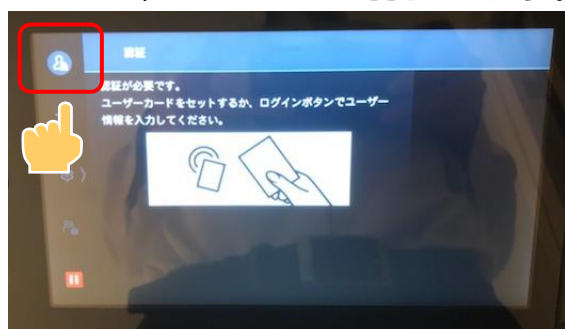 認証
認証が必要です。
ユーザーカードをセットするか、ログインボタンでユーザー
情報を入力してください。